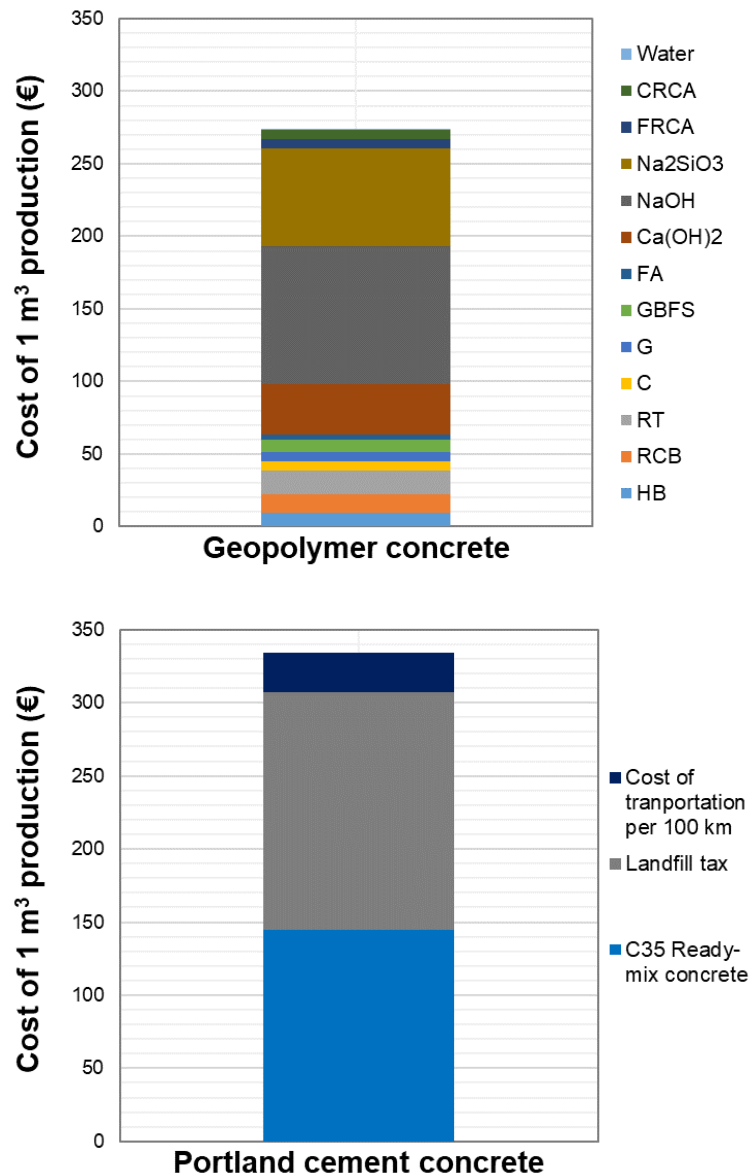 350
300
250
200
150
100
50
0
Cost of 1 m³ production (€)
Geopolymer concrete
Water
CRCA
FRCA
Na2SiO3
NaOH
Ca(OH)2
FA
GBFS
G
C
RT
RCB
HB
350
300
250
200
150
100
50
0
Cost of 1 m³ production (€)
Portland cement concrete
Cost of
tranportation
per 100 km
Landfill tax
C35 Ready-
mix concrete